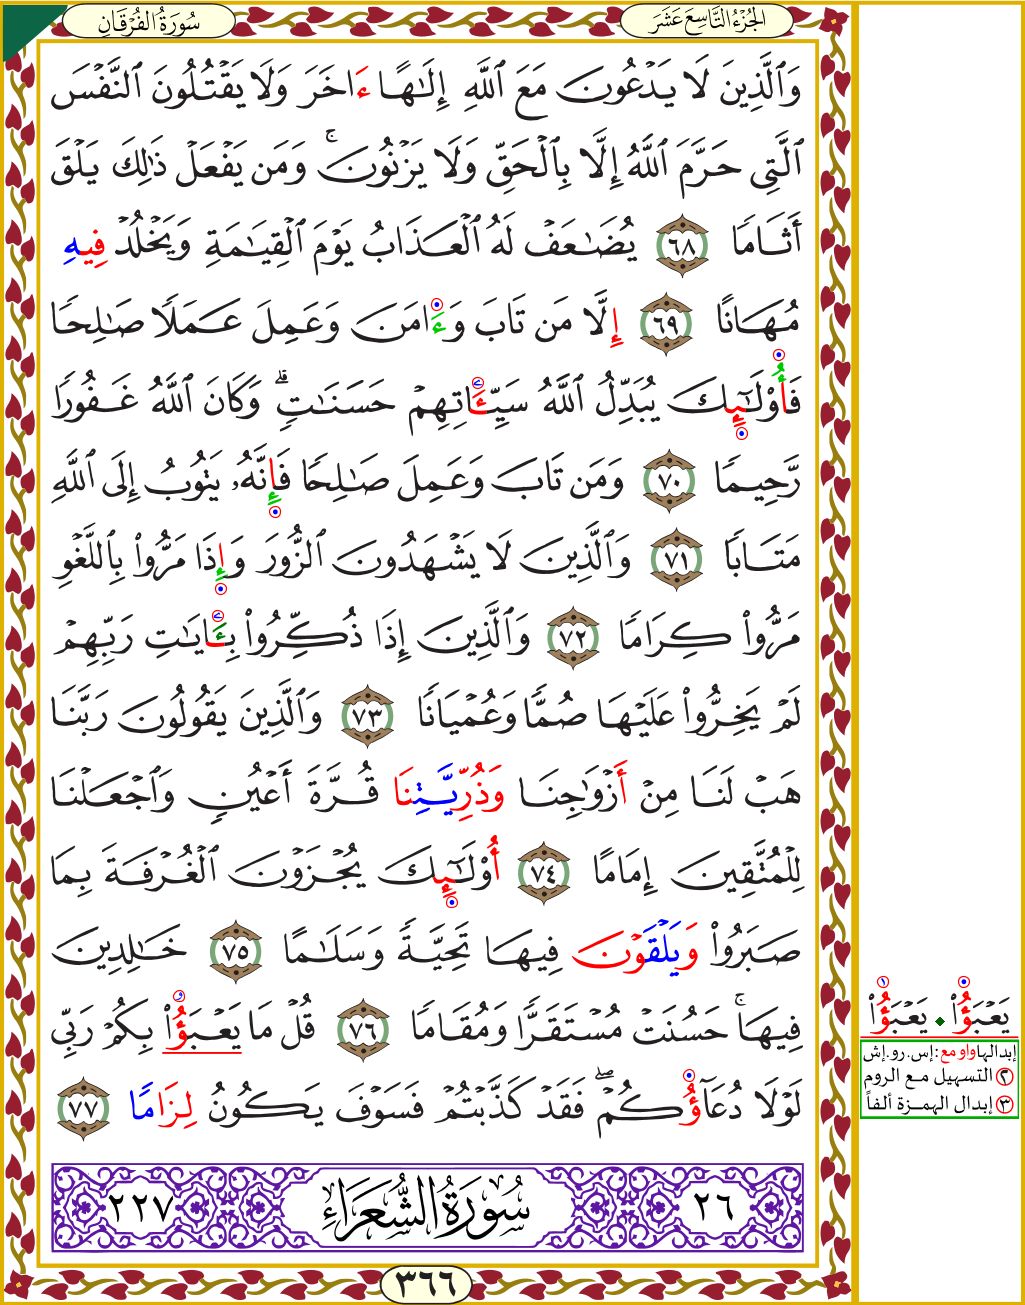 الجُزْءُ التَّاسِعَ عَشَرَ
سُورَةُ الفُرْقَانِ
وَٱلَّذِينَ لَا يَدْعُونَ مَعَ ٱللَّهِ إِلَـٰهًا ءَاخَرَ وَلَا يَقْتُلُونَ ٱلنَّفْسَ
ٱلَّتِى حَرَّمَ ٱللَّهُ إِلَّا بِٱلْحَقِّ وَلَا يَزْنُونَ ۚ وَمَن يَفْعَلْ ذَٰلِكَ يَلْقَ
أَثَامًا ٦٨ يُضَـٰعَفْ لَهُ ٱلْعَذَابُ يَوْمَ ٱلْقِيَـٰمَةِ وَيَخْلُدْ فِيهِ
مُهَانًا ٦٩ إِلَّا مَن تَابَ وَءَامَنَ وَعَمِلَ عَمَلًا صَـٰلِحًا
فَأُوْلَـٰٓئِكَ يُبَدِّلُ ٱللَّهُ سَيِّـَٔاتِهِمْ حَسَنَـٰتٍ ۗ وَكَانَ ٱللَّهُ غَفُورًا
رَّحِيمًا ٧٠ وَمَن تَابَ وَعَمِلَ صَـٰلِحًا فَإِنَّهُۥ يَتُوبُ إِلَى ٱللَّهِ
مَتَابًا ٧١ وَٱلَّذِينَ لَا يَشْهَدُونَ ٱلزُّورَ وَإِذَا مَرُّواْ بِٱللَّغْوِ
مَرُّواْ كِرَامًا ٧٢ وَٱلَّذِينَ إِذَا ذُكِّرُواْ بِـَٔايَـٰتِ رَبِّهِمْ
لَمْ يَخِرُّواْ عَلَيْهَا صُمًّا وَعُمْيَانًا ٧٣ وَٱلَّذِينَ يَقُولُونَ رَبَّنَا
هَبْ لَنَا مِنْ أَزْوَٰجِنَا وَذُرِّيَّتِنَا قُرَّةَ أَعْيُنٍ وَٱجْعَلْنَا
لِلْمُتَّقِينَ إِمَامًا ٧٤ أُوْلَـٰٓئِكَ يُجْزَوْنَ ٱلْغُرْفَةَ بِمَا
صَبَرُواْ وَيَلْقَوْنَ فِيهَا تَحِيَّةً وَسَلَـٰمًا ٧٥ خَـٰلِدِينَ
فِيهَا ۚ حَسُنَتْ مُسْتَقَرًّا وَمُقَامًا ٧٦ قُلْ مَا يَعْبَؤُاْ بِكُمْ رَبِّى
لَوْلَا دُعَآؤُكُمْ ۖ فَقَدْ كَذَّبْتُمْ فَسَوْفَ يَكُونُ لِزَامًا ٧٧
٢٦ سُورَةُ الشُّعَرَاءِ ٢٢٧
٣٦٦
يَعْبَؤُاْ • يَعْبَؤُاْ
إبدالها واو مع: إس. رو. إش
٢ التسهيل مع الروم
٣ إبدال الهمزة ألفاً